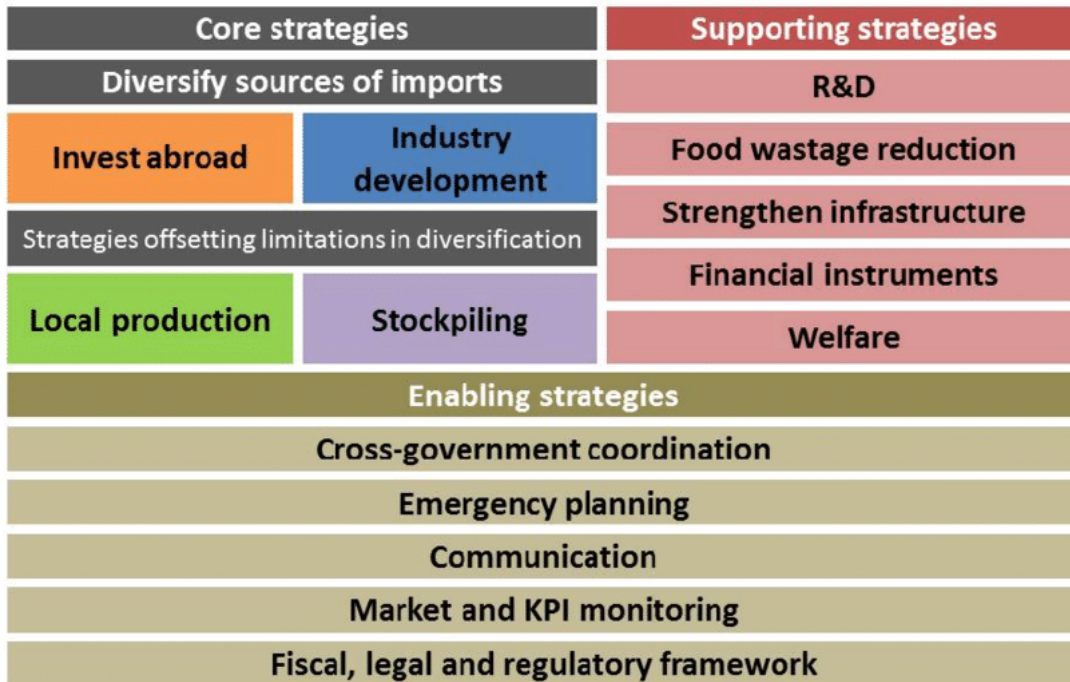 Core strategies
Diversify sources of imports
Invest abroad
Industry
development
Strategies offsetting limitations in diversification
Local production
Stockpiling
Supporting strategies
R&D
Food wastage reduction
Strengthen infrastructure
Financial instruments
Welfare
Enabling strategies
Cross-government coordination
Emergency planning
Communication
Market and KPI monitoring
Fiscal, legal and regulatory framework